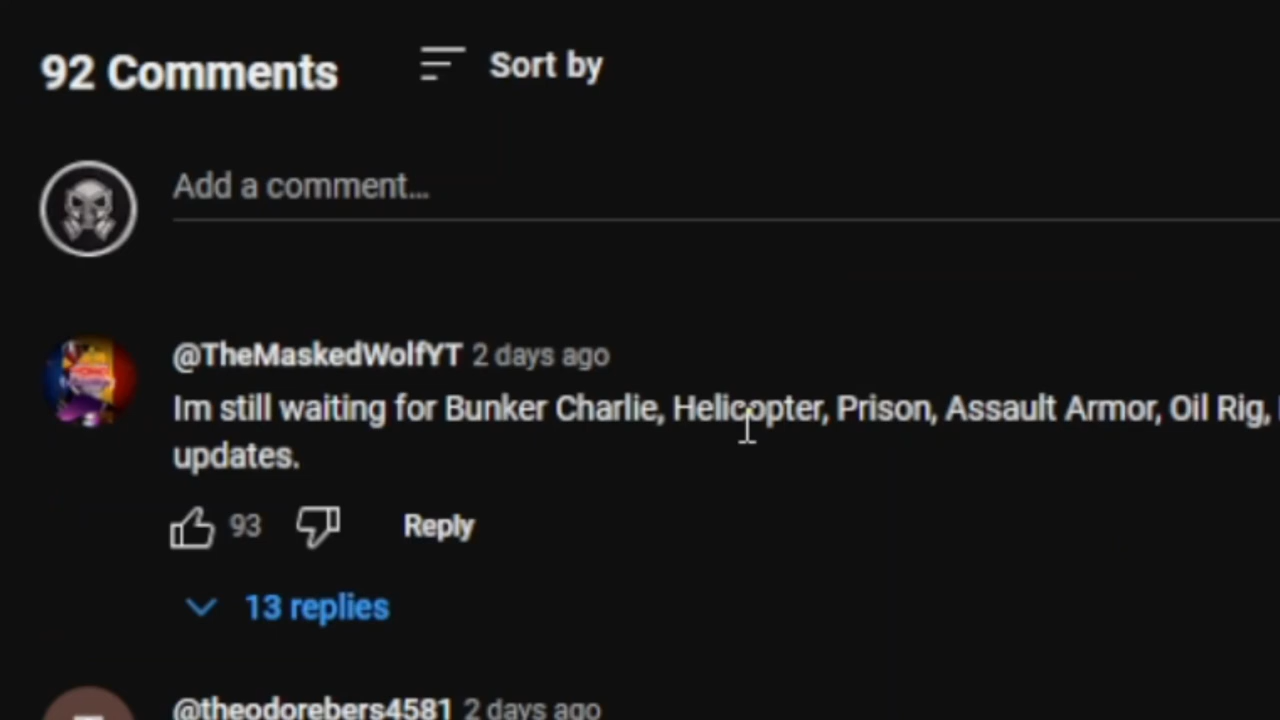 92 Comments
Sort by
Add a comment...
@TheMaskedWolfYT 2 days ago
Im still waiting for Bunker Charlie, Helicopter, Prison, Assault Armor, Oil Rig,
updates.
93
Reply
13 replies
@theodorebers4581 2 days ago